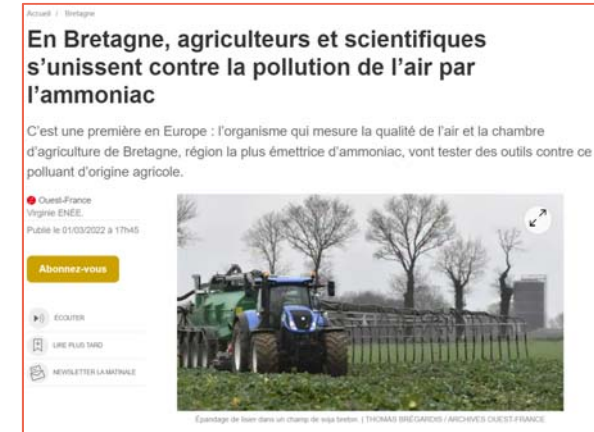 Accueil / Bretagne
En Bretagne, agriculteurs et scientifiques
s'unissent contre la pollution de l'air par
l'ammoniac
C'est une première en Europe : l'organisme qui mesure la qualité de l'air et la chambre
d'agriculture de Bretagne, région la plus émettrice d'ammoniac, vont tester des outils contre ce
polluant d'origine agricole.
Ouest-France
Virginie ENÉE.
Publié le 01/03/2022 à 17h45
Abonnez-vous
ÉCOUTER
LIRE PLUS TARD
NEWSLETTER LA MATINALE
Épandage de lisier dans un champ de soja breton. | THOMAS BRÉGARDIS / ARCHIVES OUEST-FRANCE